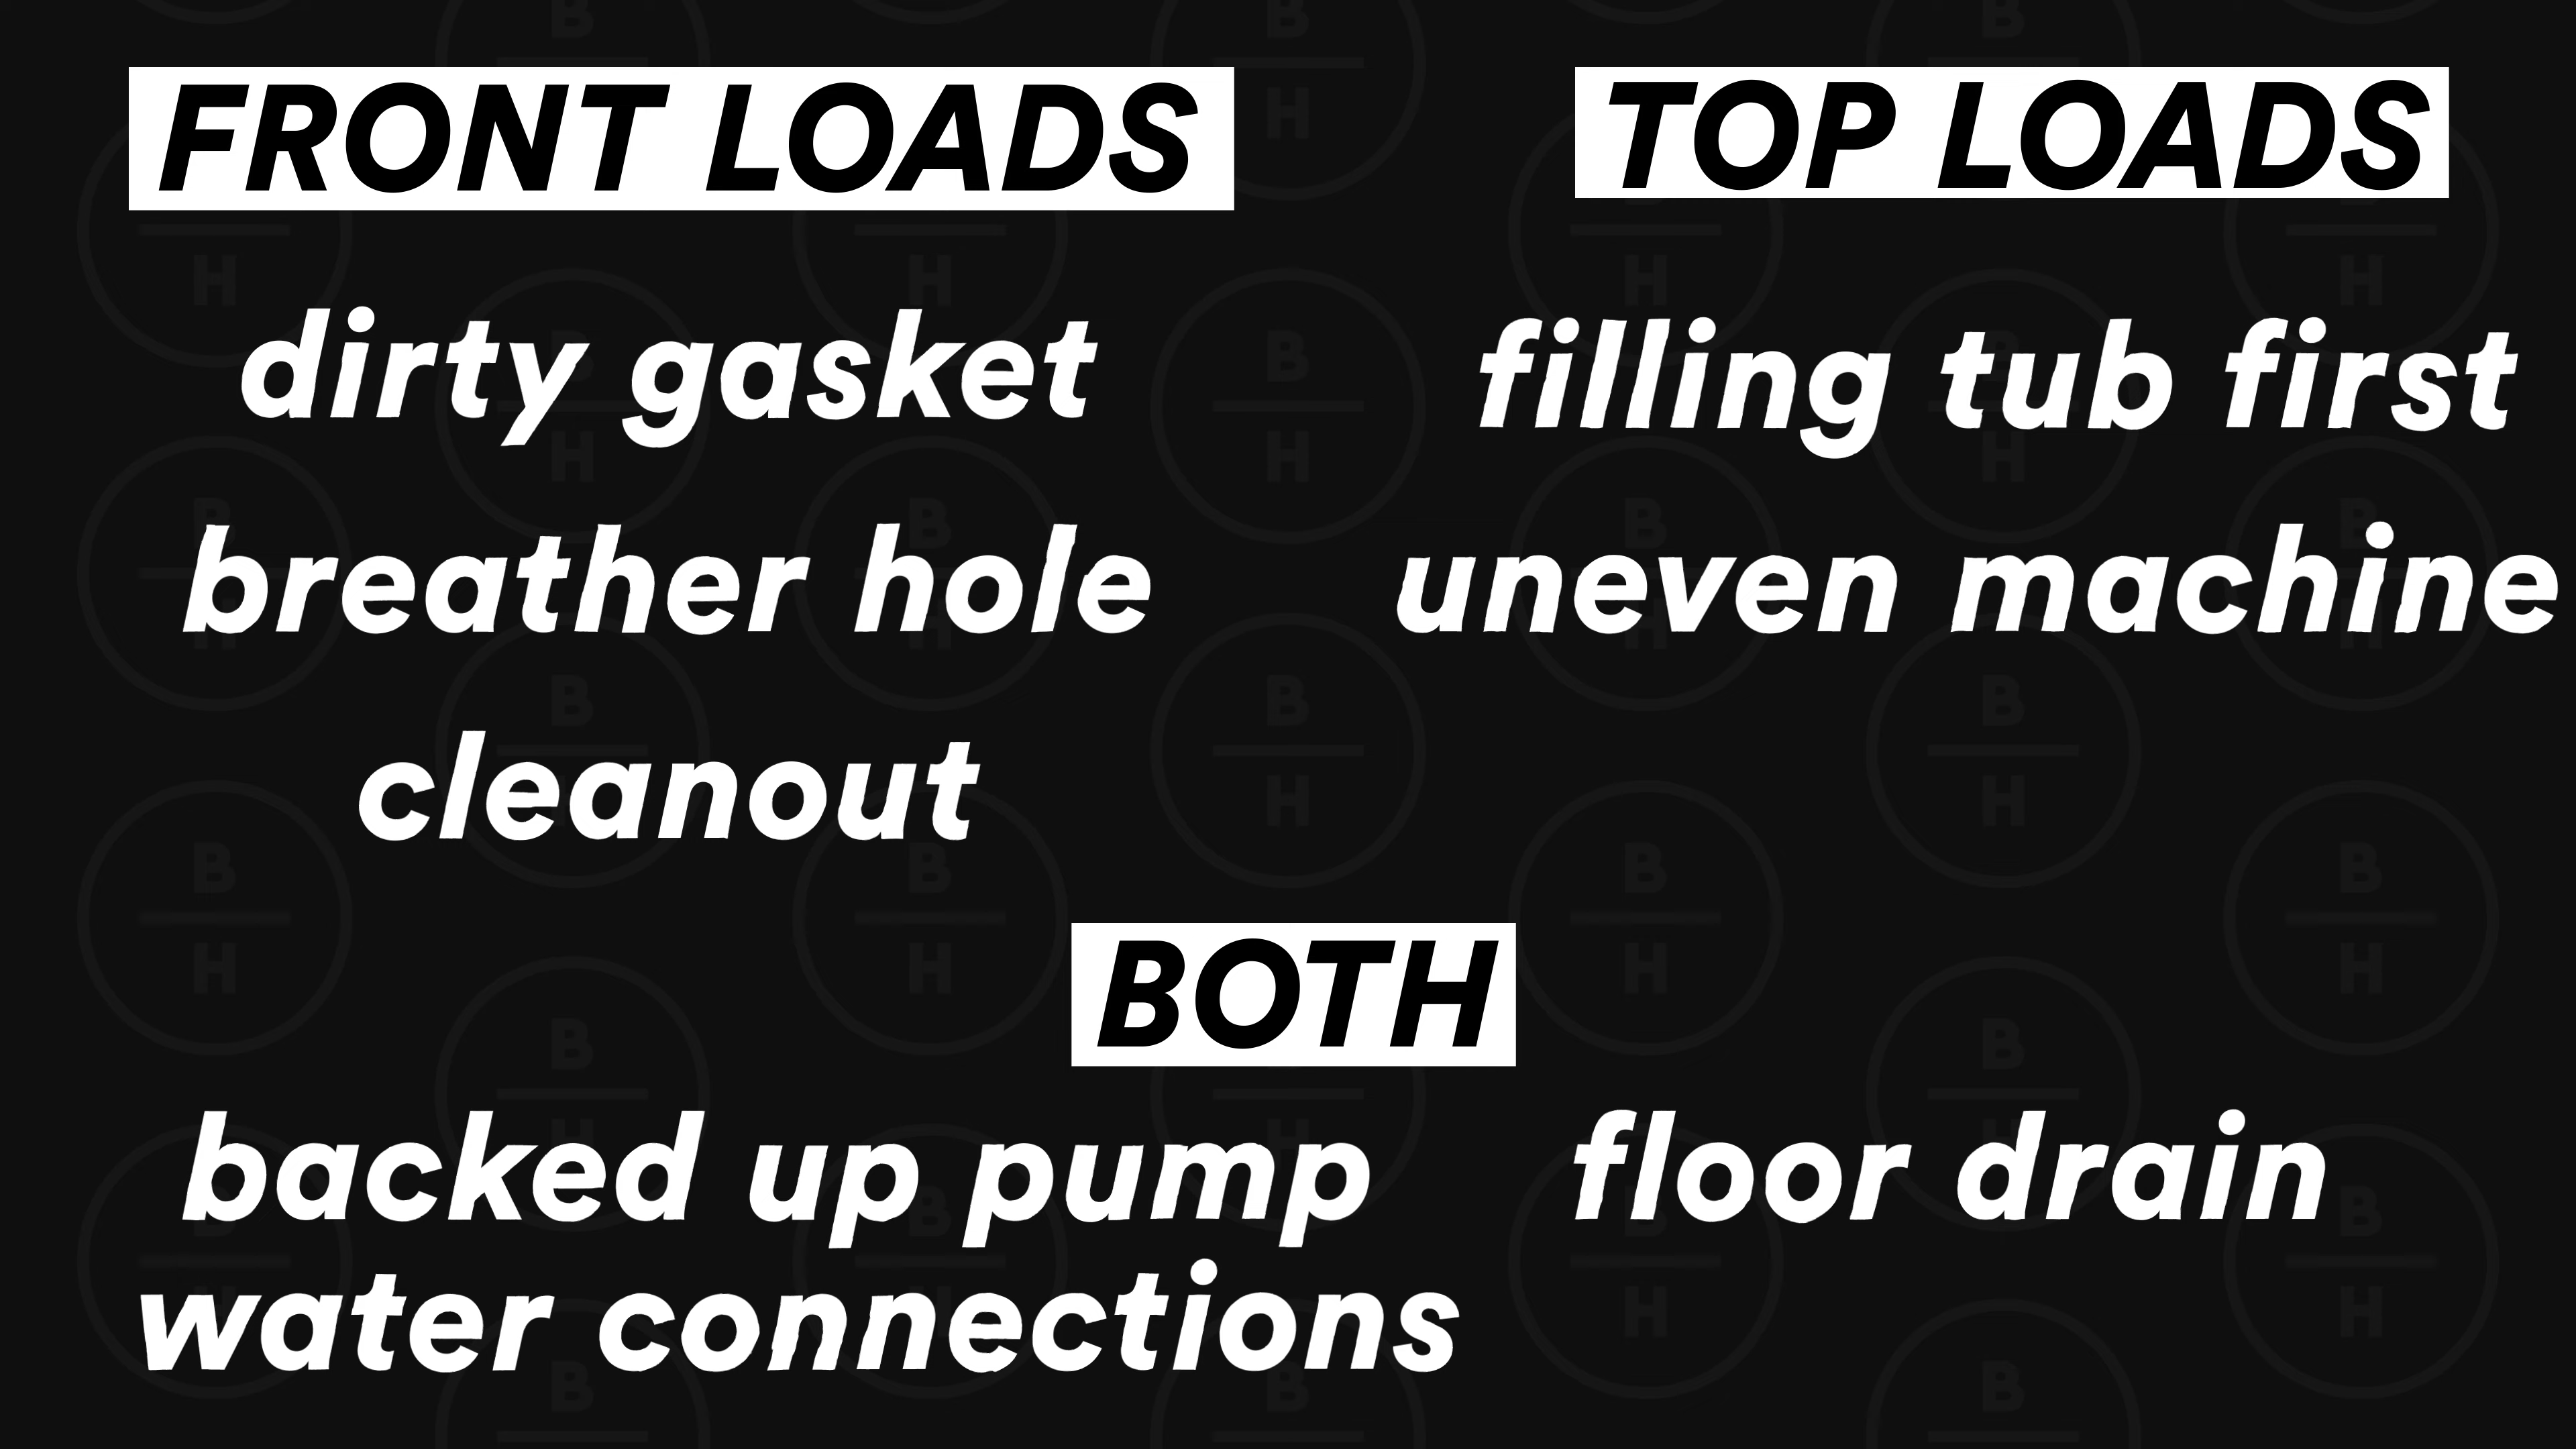 FRONT LOADS
dirty gasket
breather hole
cleanout
TOP LOADS
filling tub first
uneven machine
BOTH
backed up pump
water connections
floor drain